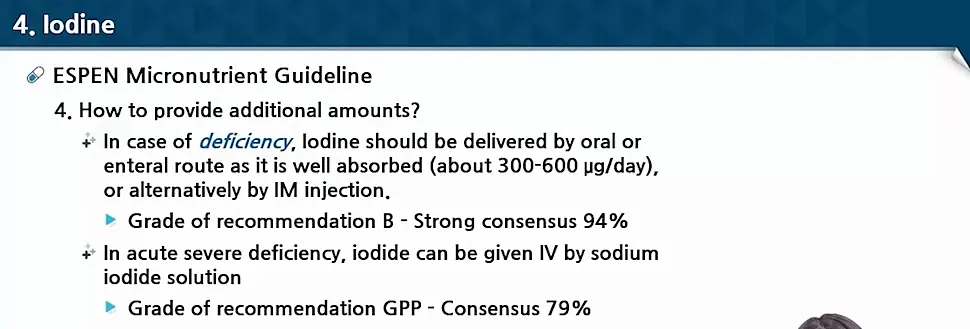 4. Iodine
ESPEN Micronutrient Guideline
4. How to provide additional amounts?
In case of deficiency, Iodine should be delivered by oral or
enteral route as it is well absorbed (about 300-600 μg/day),
or alternatively by IM injection.
Grade of recommendation B - Strong consensus 94%
In acute severe deficiency, iodide can be given IV by sodium
iodide solution
Grade of recommendation GPP - Consensus 79%